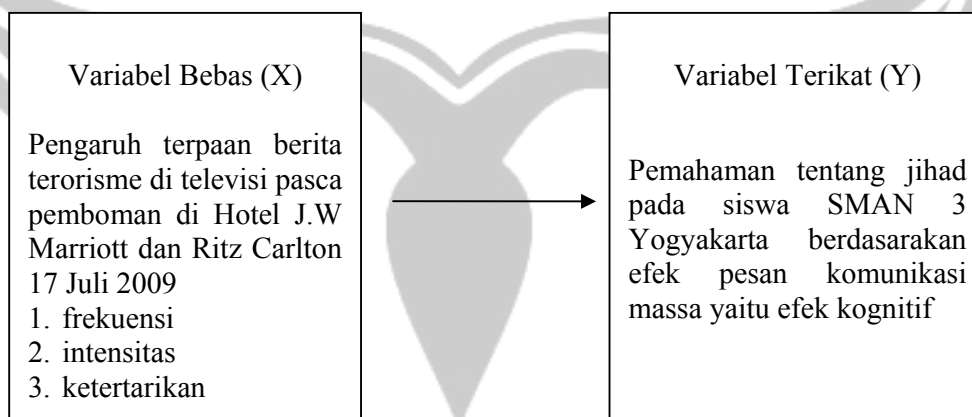 Variabel Bebas (X)
Pengaruh terpaan berita
terorisme di televisi pasca
pemboman di Hotel J.W
Marriott dan Ritz Carlton
17 Juli 2009
1. frekuensi
2. intensitas
3. ketertarikan
Variabel Terikat (Y)
Pemahaman tentang jihad
pada siswa SMAN 3
Yogyakarta berdasarakan
efek pesan komunikasi
massa yaitu efek kognitif